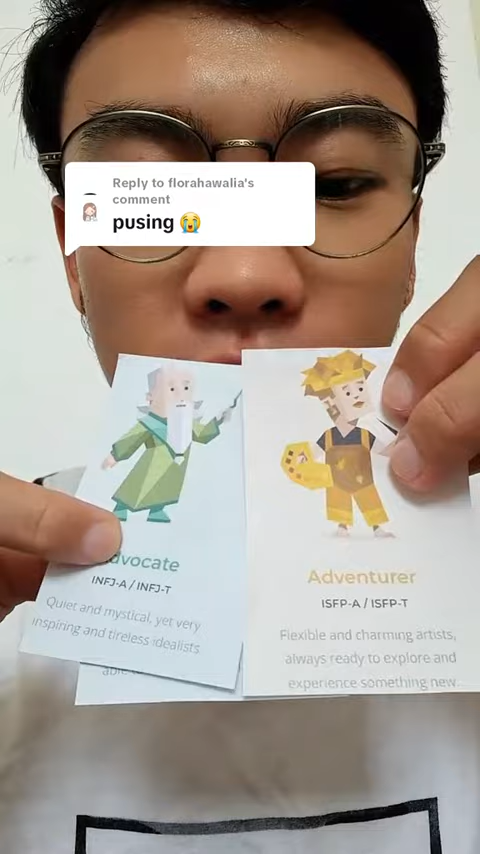 Reply to florahawalia's
comment
pusing 😭
dvocate
INFJ-A / INFJ-T
Quiet and mystical, yet very
inspiring and tireless idealists.
able
Adventurer
ISFP-A / ISFP-T
Flexible and charming artists,
always ready to explore and
experience something new.